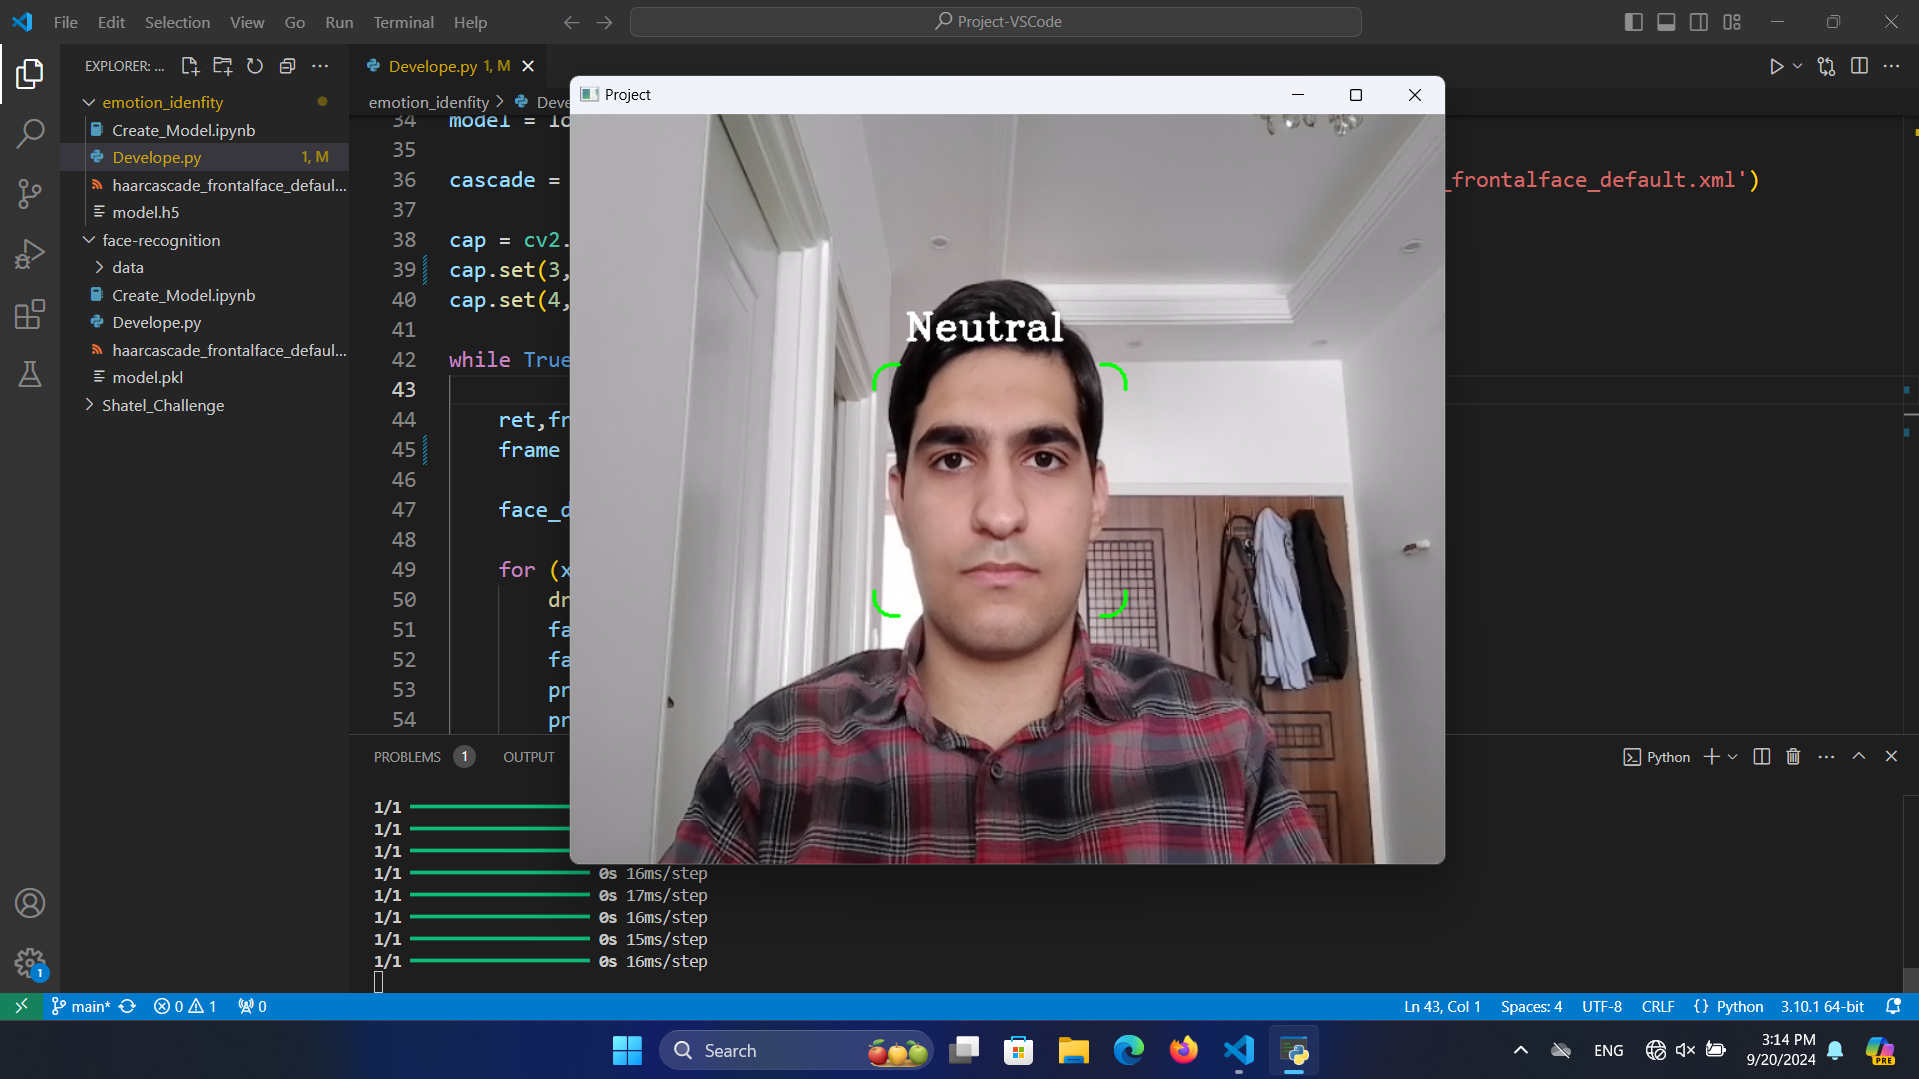 File Edit Selection View Go Run Terminal Help
Project-VSCode
EXPLORER: ...
emotion_idenfity
Create_Model.ipynb
Develope.py 1, M
haarcascade_frontalface_defaul...
model.h5
face-recognition
data
Create_Model.ipynb
Develope.py
haarcascade_frontalface_defaul...
model.pkl
Shatel_Challenge
Develope.py 1, M
emotion_idenfity > Deve
34 model = lo
35
36 cascade = _frontalface_default.xml')
37
38 cap = cv2.
39 cap.set(3,
40 cap.set(4,
41
42 while True
43
44 ret,fr
45 frame
46
47 face_d
48
49 for (x
50 dr
51 fa
52 fa
53 pr
54 pr
Project
Neutral
PROBLEMS 1 OUTPUT
Python
1/1
1/1
1/1
1/1 0s 16ms/step
1/1 0s 17ms/step
1/1 0s 16ms/step
1/1 0s 15ms/step
1/1 0s 16ms/step
1
main* 0 1 0
Ln 43, Col 1 Spaces: 4 UTF-8 CRLF {} Python 3.10.1 64-bit
Search
ENG
3:14 PM
9/20/2024
PRE